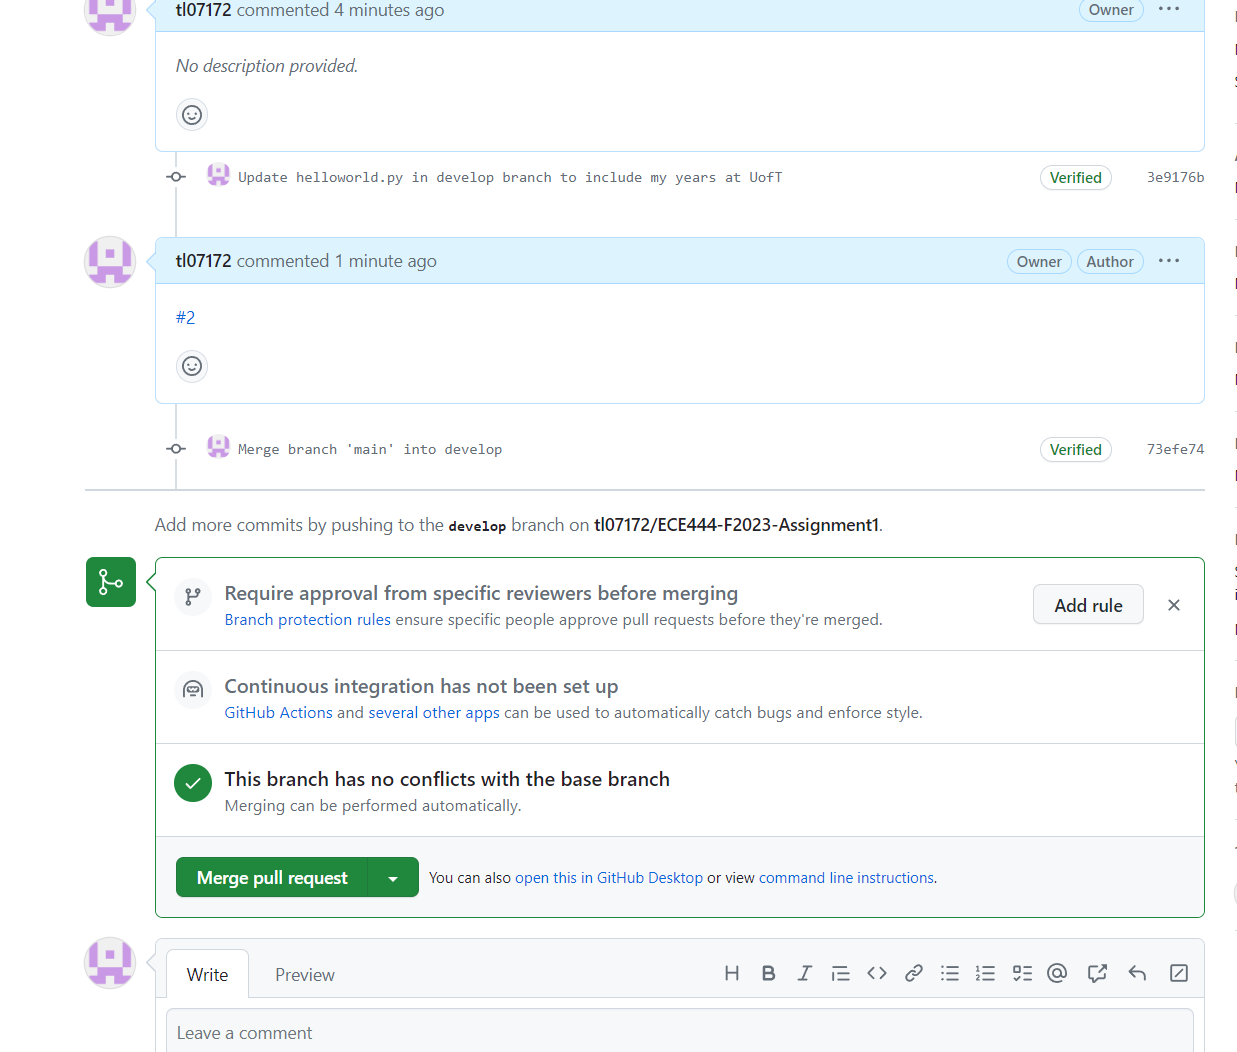 tl07172 commented 4 minutes ago
Owner
No description provided.
Update helloworld.py in develop branch to include my years at UofT
Verified
3e9176b
tl07172 commented 1 minute ago
Owner
Author
#2
Merge branch 'main' into develop
Verified
73efe74
Add more commits by pushing to the develop branch on tl07172/ECE444-F2023-Assignment1.
Require approval from specific reviewers before merging
Branch protection rules ensure specific people approve pull requests before they're merged.
Add rule
Continuous integration has not been set up
GitHub Actions and several other apps can be used to automatically catch bugs and enforce style.
This branch has no conflicts with the base branch
Merging can be performed automatically.
Merge pull request
You can also open this in GitHub Desktop or view command line instructions.
Write
Preview
Leave a comment